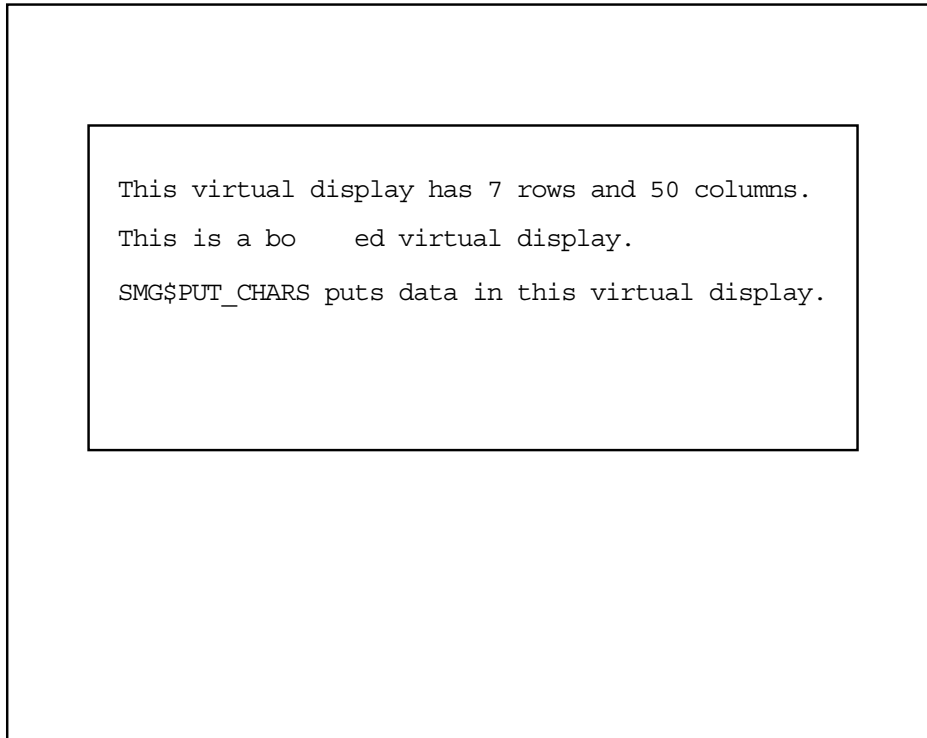 This virtual display has 7 rows and 50 columns.
This is a bo    ed virtual display.
SMG$PUT_CHARS puts data in this virtual display.